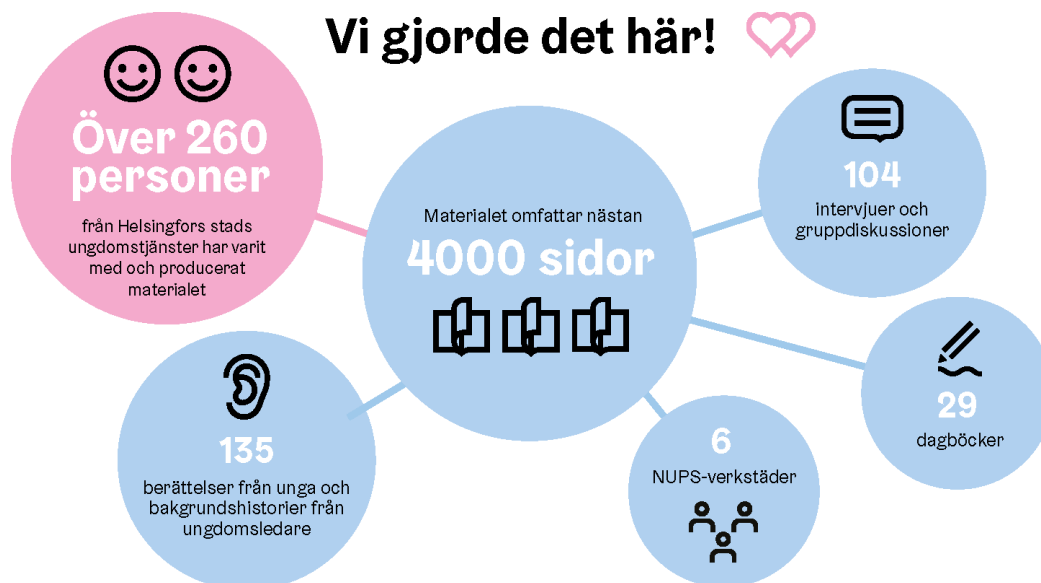 Vi gjorde det här!
Över 260
personer
från Helsingfors stads
ungdomstjänster har varit
med och producerat
materialet
Materialet omfattar nästan
4000 sidor
104
intervjuer och
gruppdiskussioner
29
dagböcker
6
NUPS-verkstäder
135
berättelser från unga och
bakgrundshistorier från
ungdomsledare